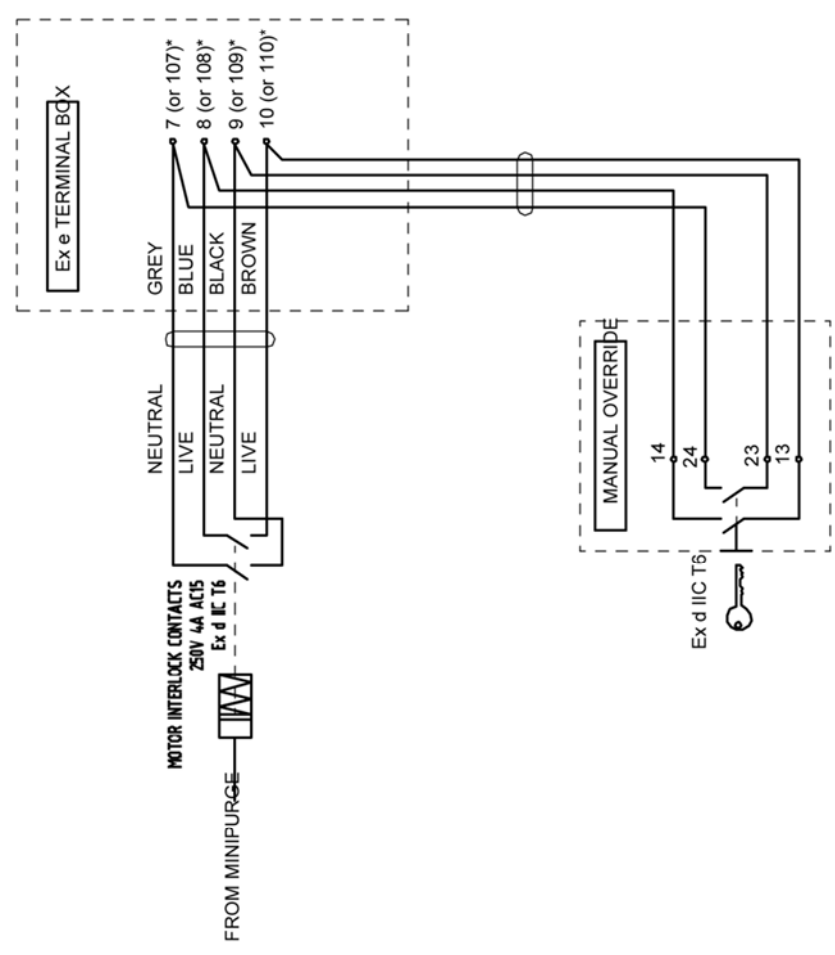 Ex e TERMINAL BOX
7 (or 107)*
8 (or 108)*
9 (or 109)*
10 (or 110)*
GREY
BLUE
BLACK
BROWN
NEUTRAL
LIVE
NEUTRAL
LIVE
MOTOR INTERLOCK CONTACTS
250V 4A AC15
Ex d IIC T6
FROM MINIPURGE
MANUAL OVERRIDE
14
24
23
13
Ex d IIC T6